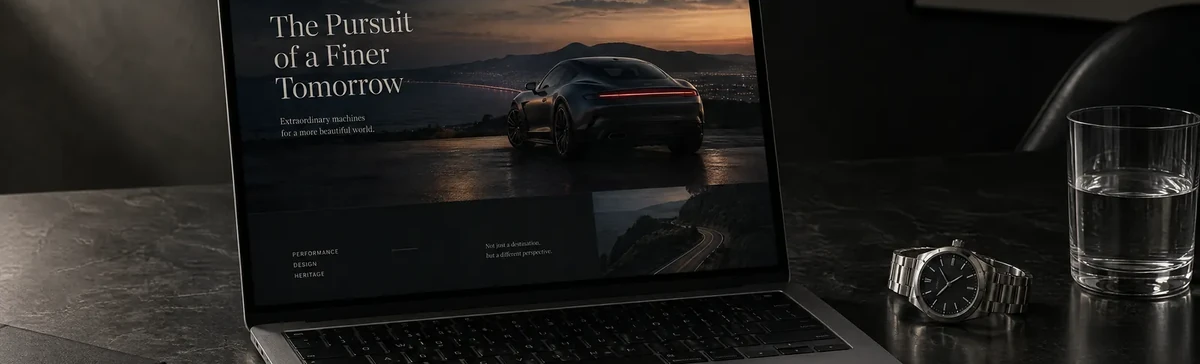 The Pursuit
of a Finer
Tomorrow
Extraordinary machines
for a more beautiful world.
PERFORMANCE
DESIGN
HERITAGE
Not just a destination,
but a different perspective.